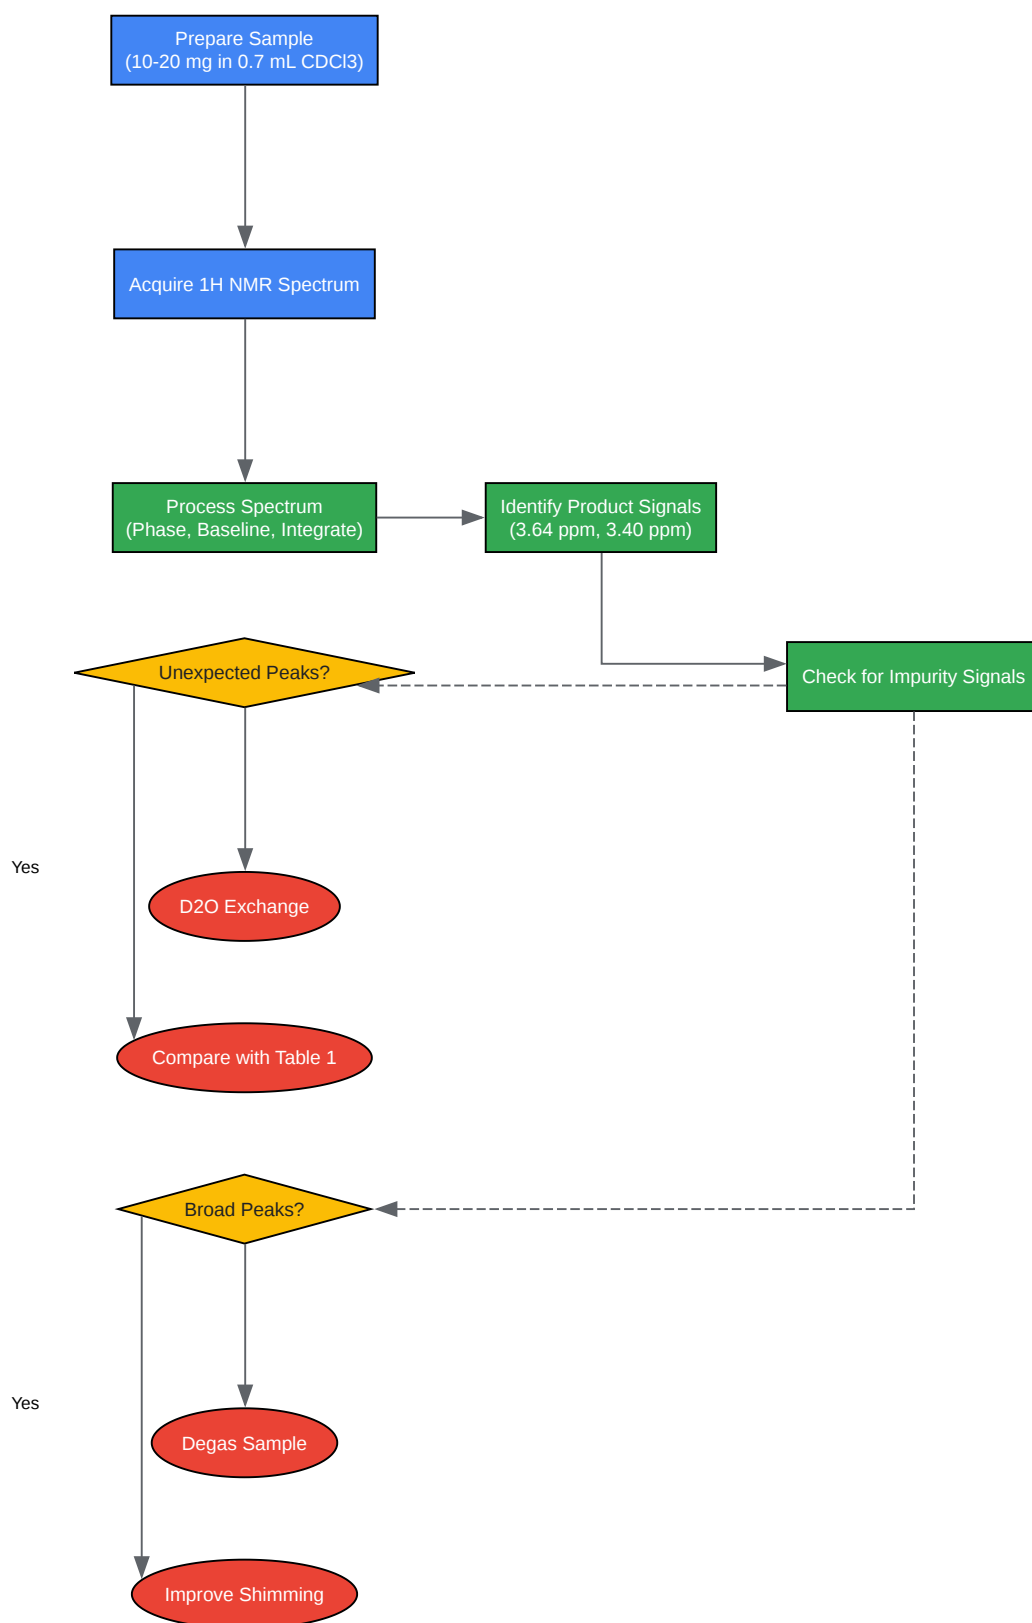 Prepare Sample
(10-20 mg in 0.7 mL CDCl3)
Acquire 1H NMR Spectrum
Process Spectrum
(Phase, Baseline, Integrate)
Identify Product Signals
(3.64 ppm, 3.40 ppm)
Unexpected Peaks?
Check for Impurity Signals
Yes
D2O Exchange
Compare with Table 1
Broad Peaks?
Yes
Degas Sample
Improve Shimming